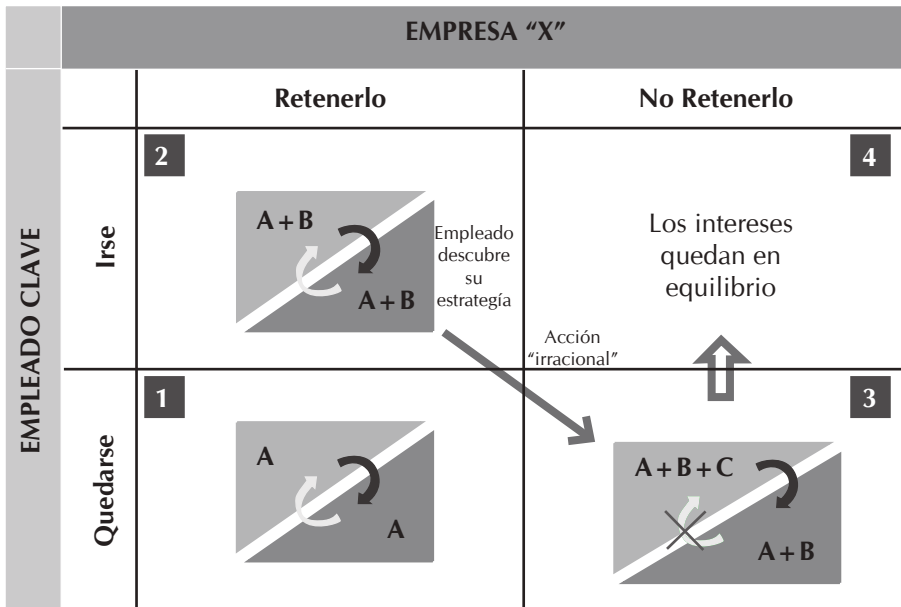 EMPRESA “X”
Retenerlo
No Retenerlo
EMPLEADO CLAVE
Irse
2
A + B
A + B
Empleado
descubre
su
estrategía
4
Los intereses
quedan en
equilibrio
Acción
“irracional”
Quedarse
1
A
A
3
A + B + C
A + B